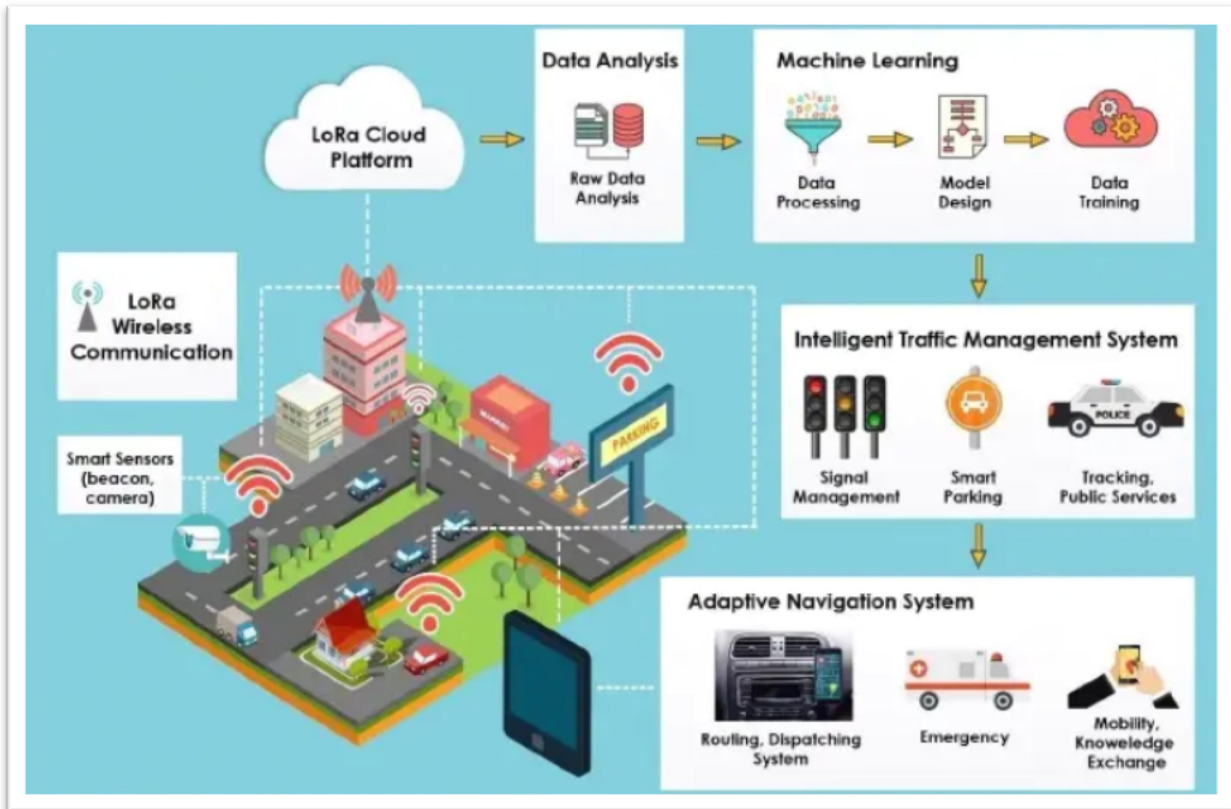 LoRa Cloud
Platform
Data Analysis
Raw Data
Analysis
Machine Learning
Data
Processing
Model
Design
Data
Training
LoRa
Wireless
Communication
Smart Sensors
(beacon,
camera)
MARKET
PARKING
Intelligent Traffic Management System
Signal
Management
Smart
Parking
POLICE
Tracking,
Public Services
Adaptive Navigation System
Routing, Dispatching
System
Emergency
Mobility,
Knoweledge
Exchange